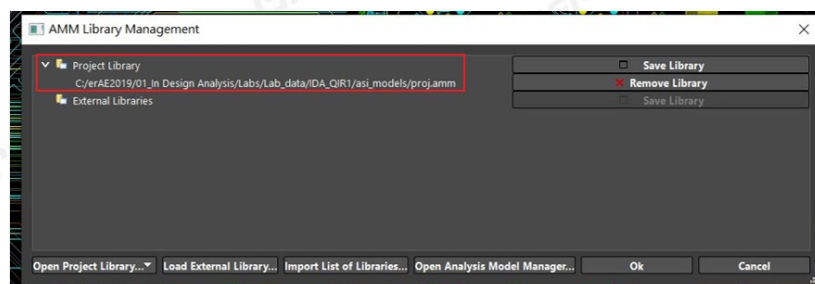 AMM Library Management
Project Library
Save Library
C:/erAE2019/01_In Design Analysis/Labs/Lab_data/IDA_QIR1/asi_models/proj.amm
Remove Library
External Libraries
Save Library
Open Project Library...
Load External Library...
Import List of Libraries...
Open Analysis Model Manager...
Ok
Cancel